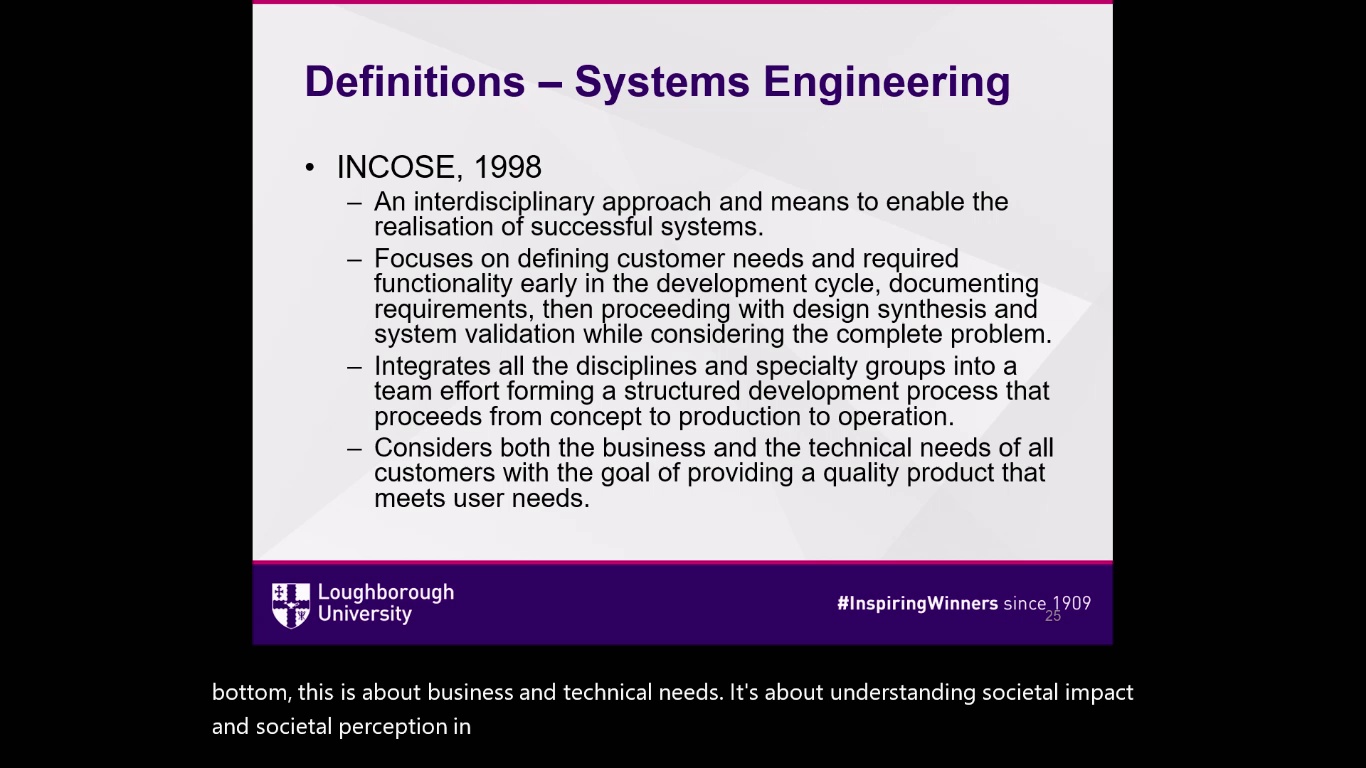 Definitions – Systems Engineering
• INCOSE, 1998
– An interdisciplinary approach and means to enable the
realisation of successful systems.
– Focuses on defining customer needs and required
functionality early in the development cycle, documenting
requirements, then proceeding with design synthesis and
system validation while considering the complete problem.
– Integrates all the disciplines and specialty groups into a
team effort forming a structured development process that
proceeds from concept to production to operation.
– Considers both the business and the technical needs of all
customers with the goal of providing a quality product that
meets user needs.
Loughborough
University
#InspiringWinners since 1909
25
bottom, this is about business and technical needs. It's about understanding societal impact
and societal perception in